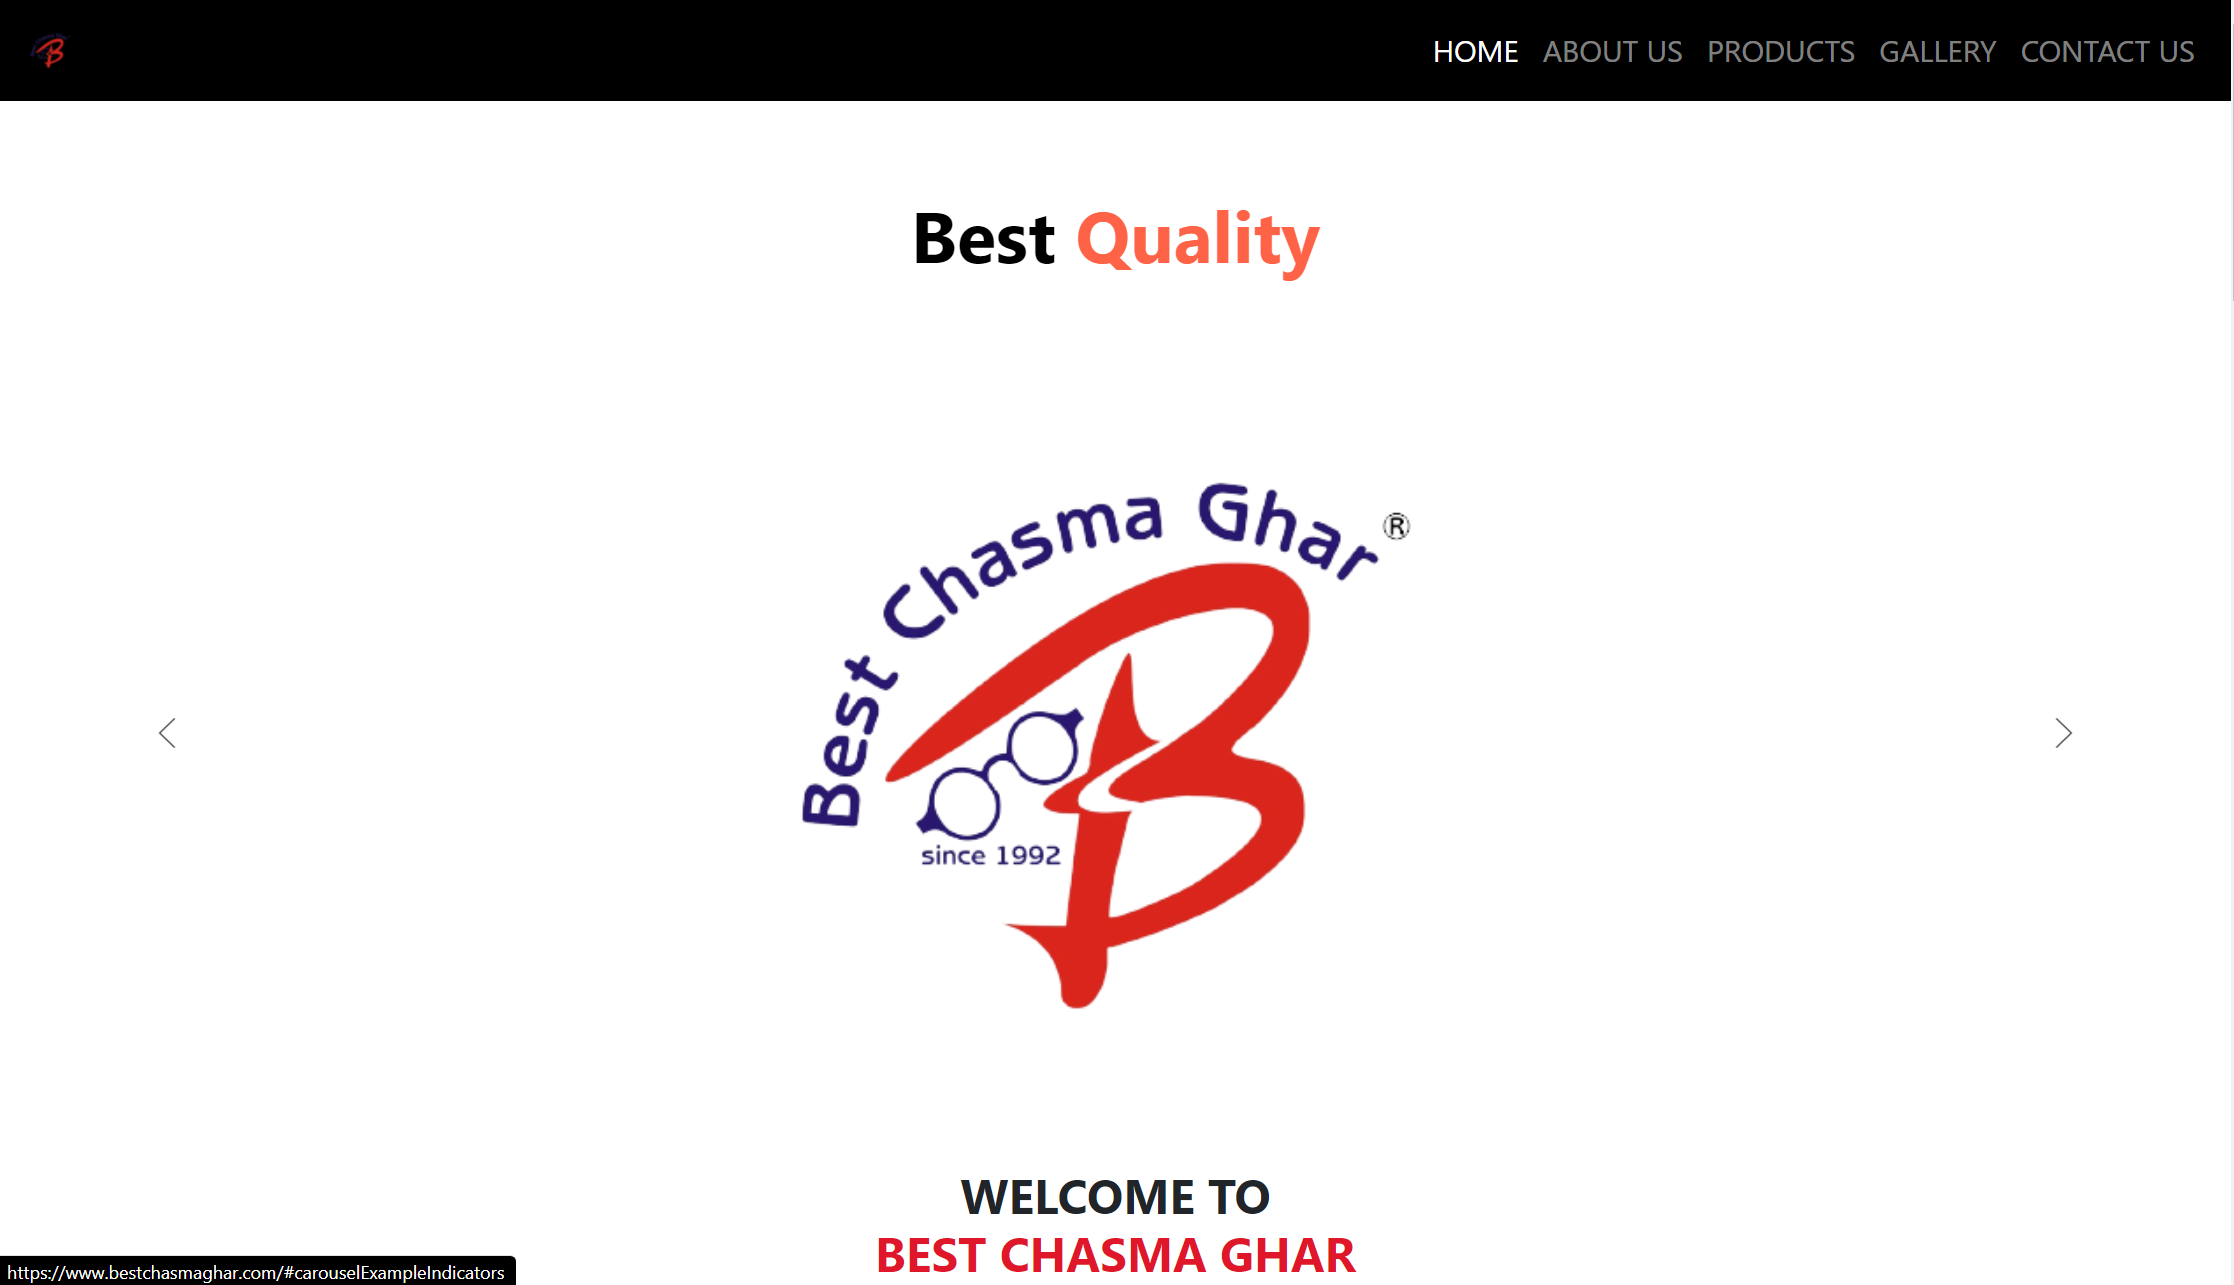 HOME ABOUT US PRODUCTS GALLERY CONTACT US
Best Quality
Best Chasma Ghar ®
since 1992
WELCOME TO
BEST CHASMA GHAR
https://www.bestchasmaghar.com/#carouselExampleIndicators